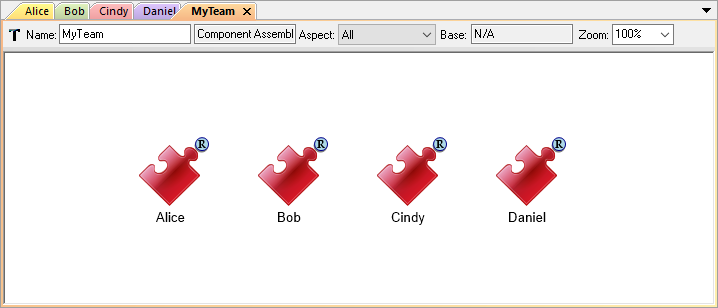 Alice Bob Cindy Daniel MyTeam
T Name: MyTeam Component Assembl Aspect: All Base: N/A Zoom: 100%
R R R R
Alice Bob Cindy Daniel